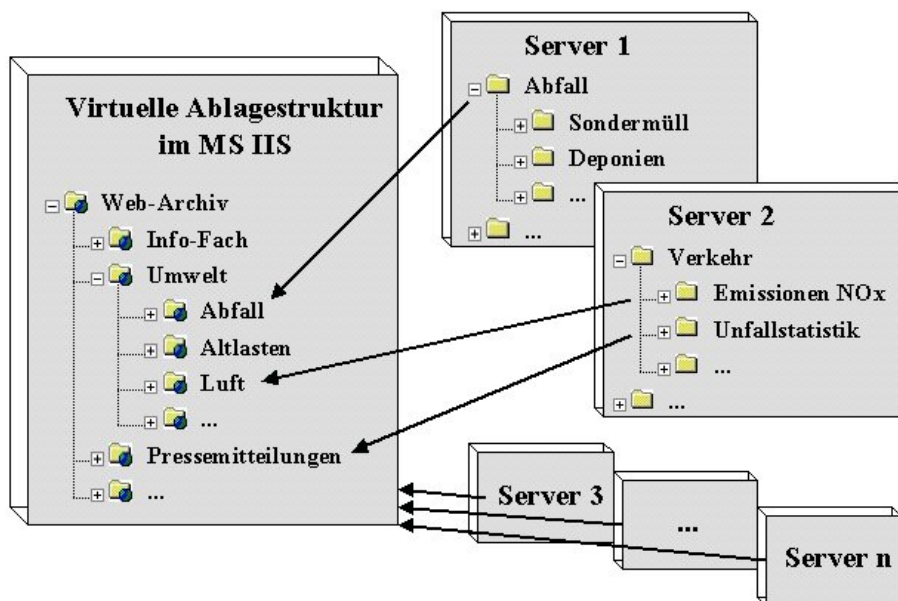 Virtuelle Ablagestruktur
im MS IIS
Web-Archiv
Info-Fach
Umwelt
Abfall
Altlasten
Luft
...
Pressemitteilungen
...
Server 1
Abfall
Sondermüll
Deponien
...
...
Server 2
Verkehr
Emissionen NOx
Unfallstatistik
...
...
Server 3
...
Server n